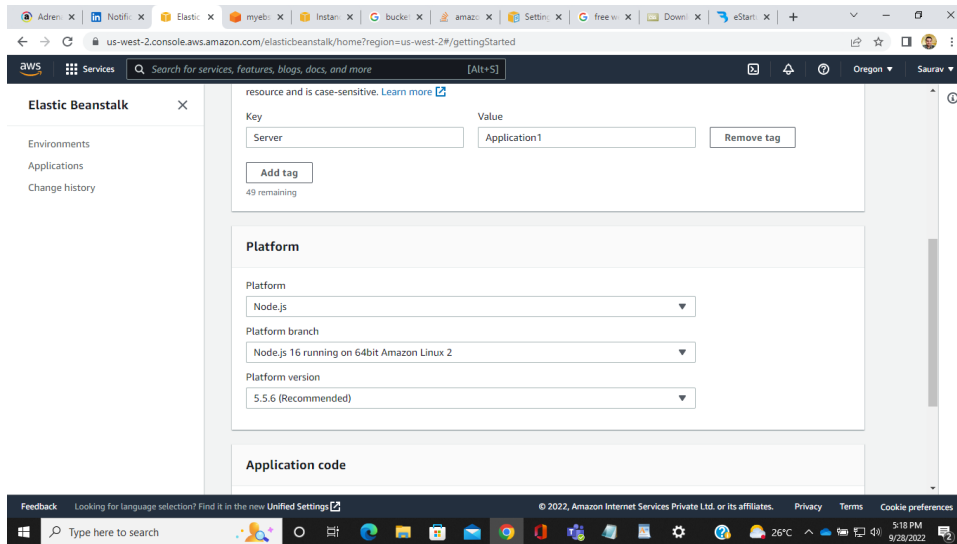 Adren
Notific
Elastic
myebs
Instanc
bucket
amazo
Setting
free w
Downl
eStart
us-west-2.console.aws.amazon.com/elasticbeanstalk/home?region=us-west-2#/gettingStarted
aws Services Search for services, features, blogs, docs, and more [Alt+S] Oregon Saurav
Elastic Beanstalk
Environments
Applications
Change history
resource and is case-sensitive. Learn more
Key Value
Server Application1 Remove tag
Add tag
49 remaining
Platform
Platform
Node.js
Platform branch
Node.js 16 running on 64bit Amazon Linux 2
Platform version
5.5.6 (Recommended)
Application code
Feedback Looking for language selection? Find it in the new Unified Settings © 2022, Amazon Internet Services Private Ltd. or its affiliates. Privacy Terms Cookie preferences
Type here to search 26°C 5:18 PM
9/28/2022